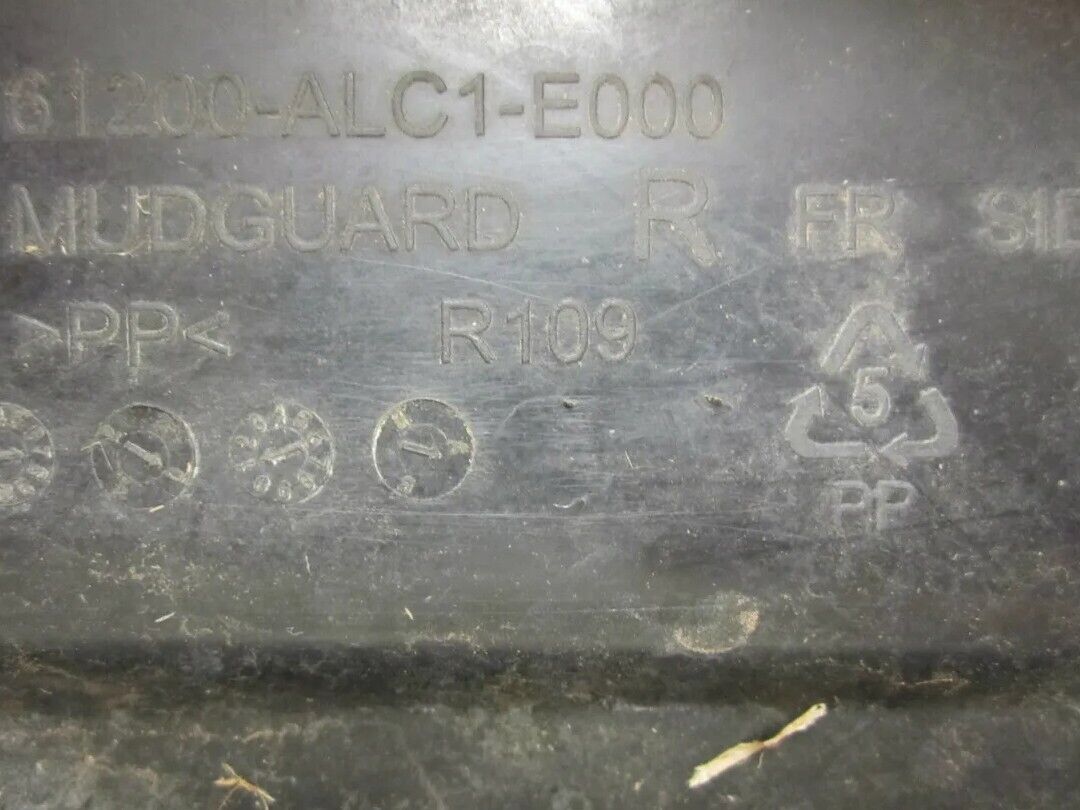 61200-ALC1-E000
MUDGUARD R FR SID
>PP<
R109
5
PP